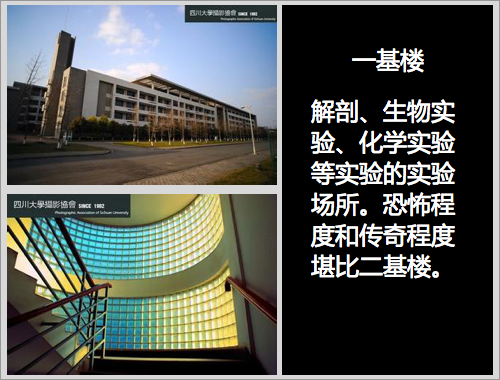 四川大學攝影協會 SINCE 1982
Photographic Association of Sichuan University
四川大學攝影協會 SINCE 1982
Photographic Association of Sichuan University
一基楼
解剖、生物实
验、化学实验
等实验的实验
场所。恐怖程
度和传奇程度
堪比二基楼。